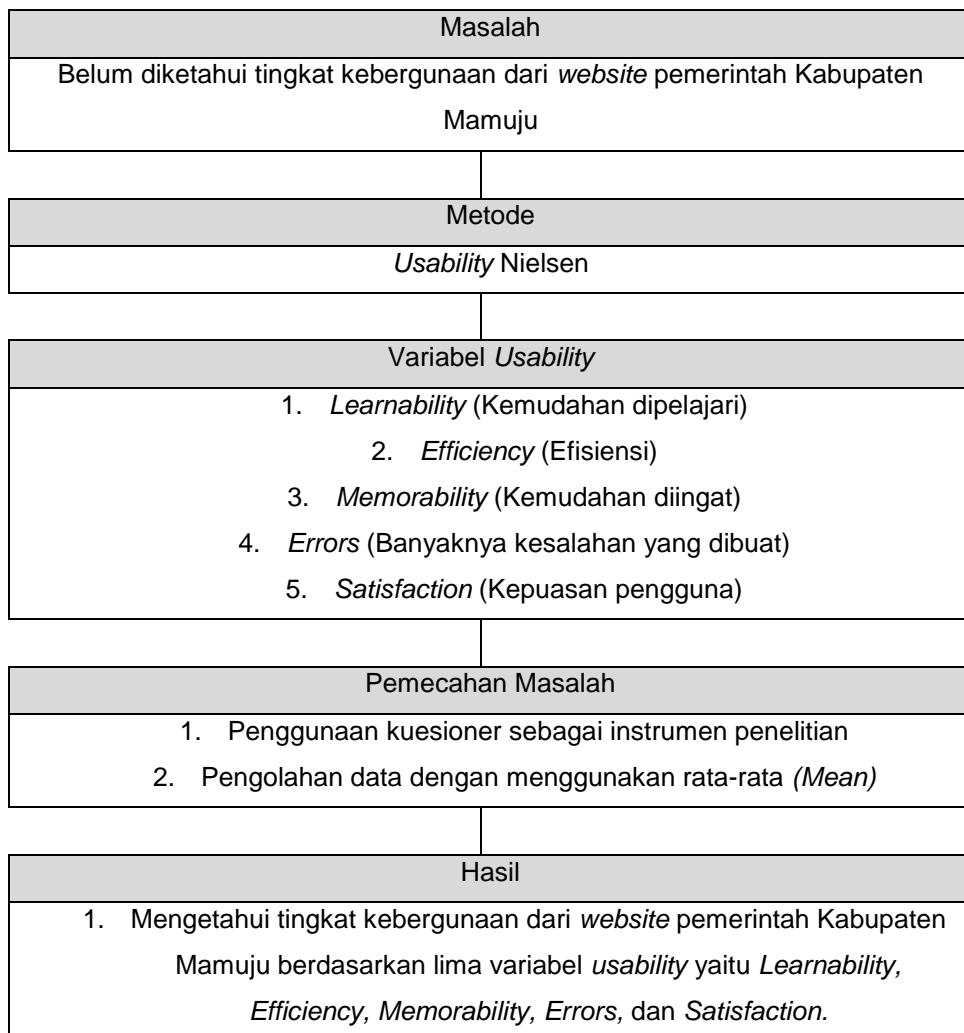 Masalah
Belum diketahui tingkat kebergunaan dari website pemerintah Kabupaten
Mamuju
Metode
Usability Nielsen
Variabel Usability
1. Learnability (Kemudahan dipelajari)
2. Efficiency (Efisiensi)
3. Memorability (Kemudahan diingat)
4. Errors (Banyaknya kesalahan yang dibuat)
5. Satisfaction (Kepuasan pengguna)
Pemecahan Masalah
1. Penggunaan kuesioner sebagai instrumen penelitian
2. Pengolahan data dengan menggunakan rata-rata (Mean)
Hasil
1. Mengetahui tingkat kebergunaan dari website pemerintah Kabupaten
Mamuju berdasarkan lima variabel usability yaitu Learnability,
Efficiency, Memorability, Errors, dan Satisfaction.